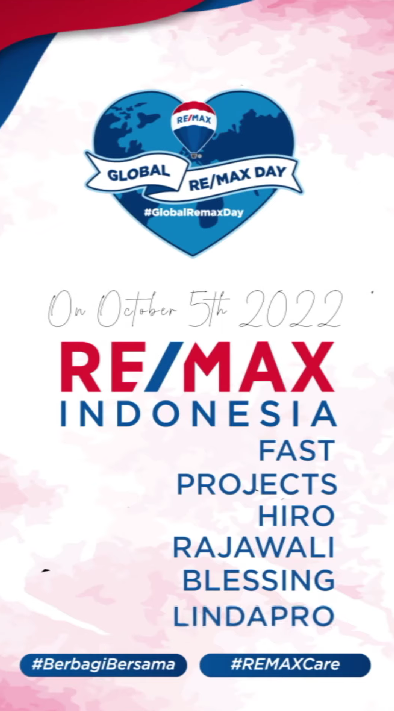 RE/MAX
GLOBAL RE/MAX DAY
#GlobalRemaxDay
On October 5th 2022
RE/MAX
INDONESIA
FAST
PROJECTS
HIRO
RAJAWALI
BLESSING
LINDAPRO
#BerbagiBersama #REMAXCare